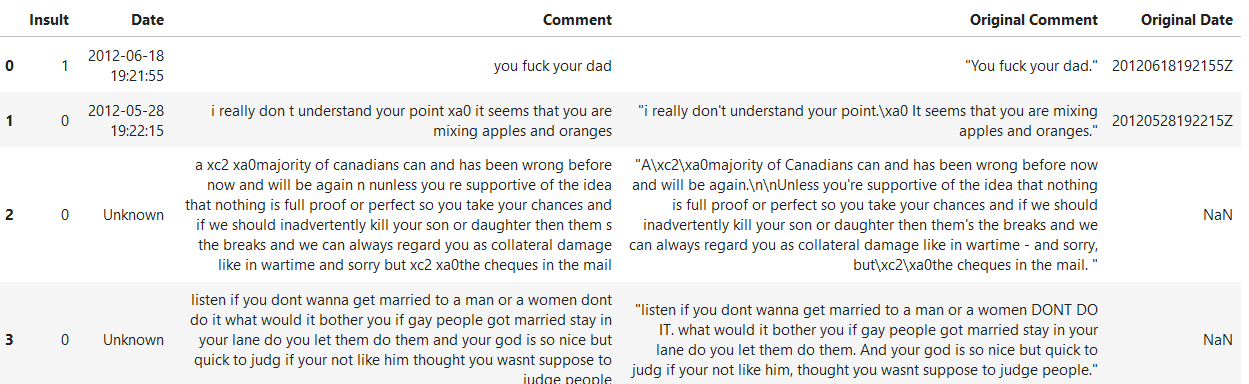 Insult Date Comment Original Comment Original Date
0 1 2012-06-18 19:21:55 you fuck your dad "You fuck your dad." 20120618192155Z
1 0 2012-05-28 19:22:15 i really don t understand your point xa0 it seems that you are
mixing apples and oranges
"i really don't understand your point.\xa0 It seems that you are mixing
apples and oranges."
20120528192215Z
2 0 Unknown
a xc2 xa0majority of canadians can and has been wrong before
now and will be again n nunless you re supportive of the idea
that nothing is full proof or perfect so you take your chances and
if we should inadvertently kill your son or daughter then them s
the breaks and we can always regard you as collateral damage
like in wartime and sorry but xc2 xa0the cheques in the mail
"A\xc2\xa0majority of Canadians can and has been wrong before now
and will be again.\n\nUnless you're supportive of the idea that nothing
is full proof or perfect so you take your chances and if we should
inadvertently kill your son or daughter then them's the breaks and we
can always regard you as collateral damage like in wartime - and sorry,
but\xc2\xa0the cheques in the mail. "
NaN
3 0 Unknown
listen if you dont wanna get married to a man or a women dont
do it what would it bother you if gay people got married stay in
your lane do you let them do them and your god is so nice but
quick to judg if your not like him thought you wasnt suppose to
judge people
"listen if you dont wanna get married to a man or a women DONT DO
IT. what would it bother you if gay people got married stay in your
lane do you let them do them. And your god is so nice but quick to
judg if your not like him, thought you wasnt suppose to judge people."
NaN